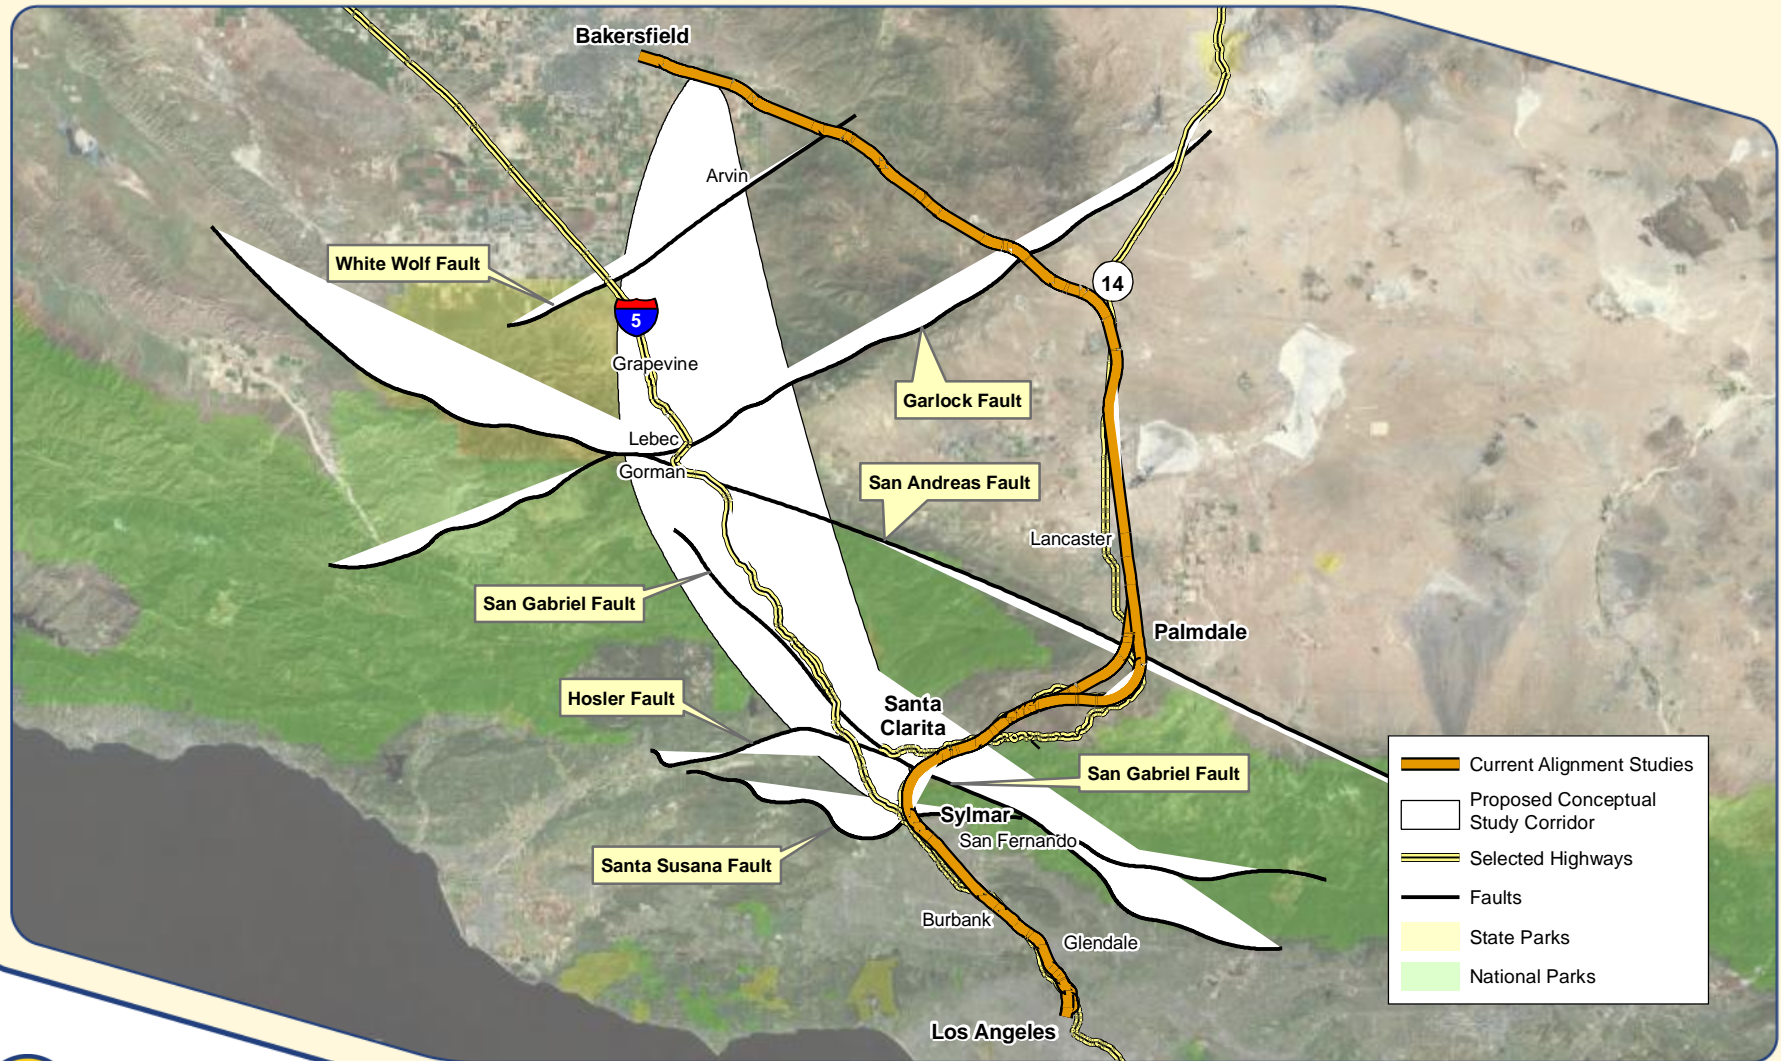 Bakersfield
Arvin
White Wolf Fault
14
5
Grapevine
Garlock Fault
Lebec
Gorman
San Andreas Fault
Lancaster
San Gabriel Fault
Palmdale
Hosler Fault
Santa
Clarita
San Gabriel Fault
Sylmar
San Fernando
Santa Susana Fault
Burbank
Glendale
Los Angeles
Current Alignment Studies
Proposed Conceptual
Study Corridor
Selected Highways
Faults
State Parks
National Parks